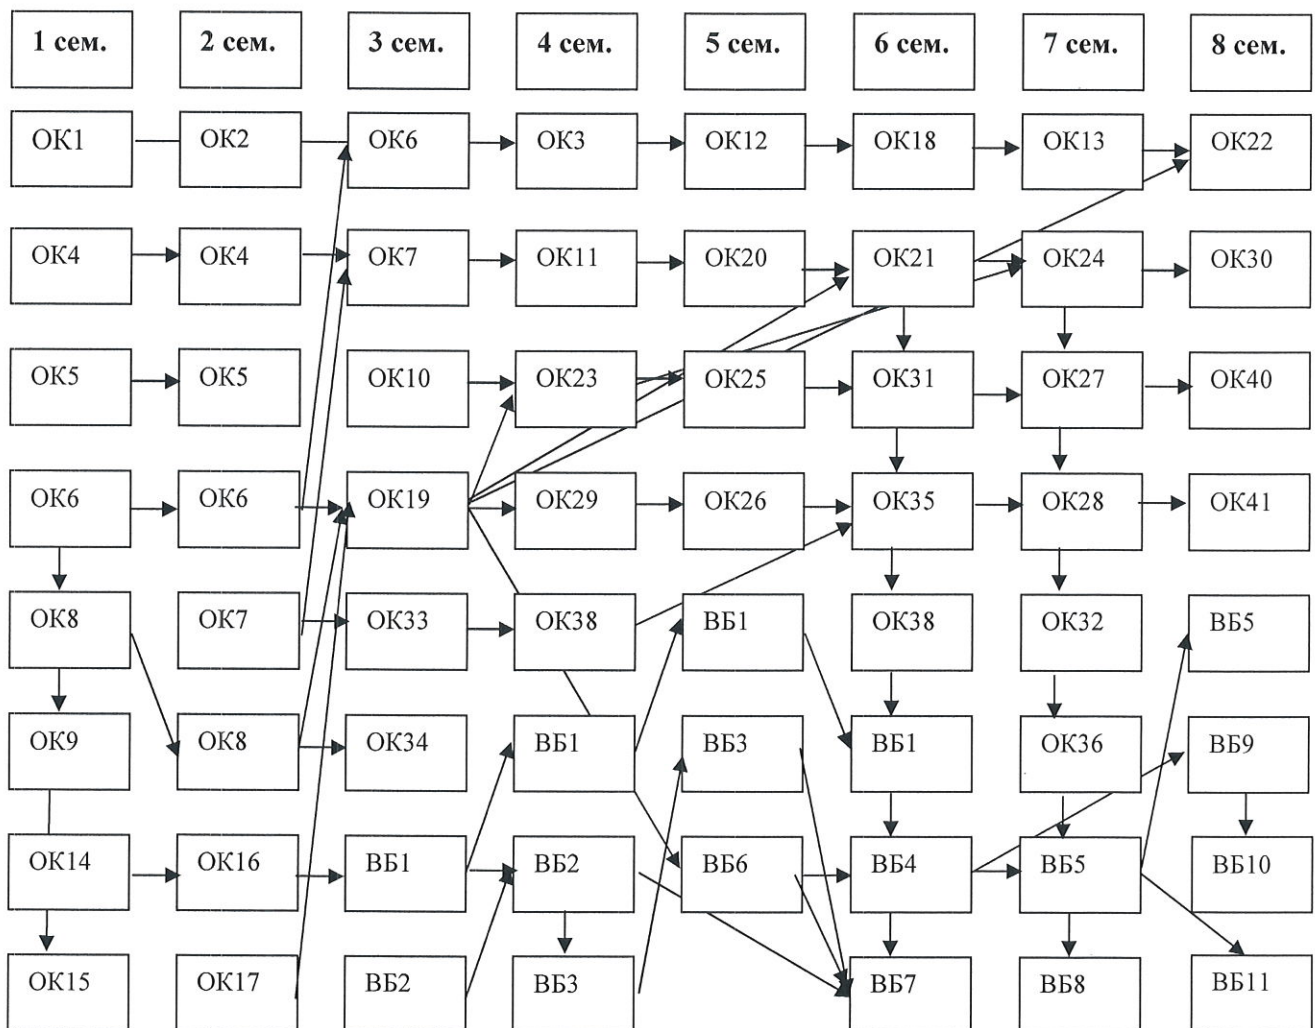 1 сем. 2 сем. 3 сем. 4 сем. 5 сем. 6 сем. 7 сем. 8 сем.
ОК1 ОК2 ОК6 ОК3 ОК12 ОК18 ОК13 ОК22
ОК4 ОК4 ОК7 ОК11 ОК20 ОК21 ОК24 ОК30
ОК5 ОК5 ОК10 ОК23 ОК25 ОК31 ОК27 ОК40
ОК6 ОК6 ОК19 ОК29 ОК26 ОК35 ОК28 ОК41
ОК8 ОК7 ОК33 ОК38 ВБ1 ОК38 ОК32 ВБ5
ОК9 ОК8 ОК34 ВБ1 ВБ3 ВБ1 ОК36 ВБ9
ОК14 ОК16 ВБ1 ВБ2 ВБ6 ВБ4 ВБ5 ВБ10
ОК15 ОК17 ВБ2 ВБ3 ВБ7 ВБ8 ВБ11